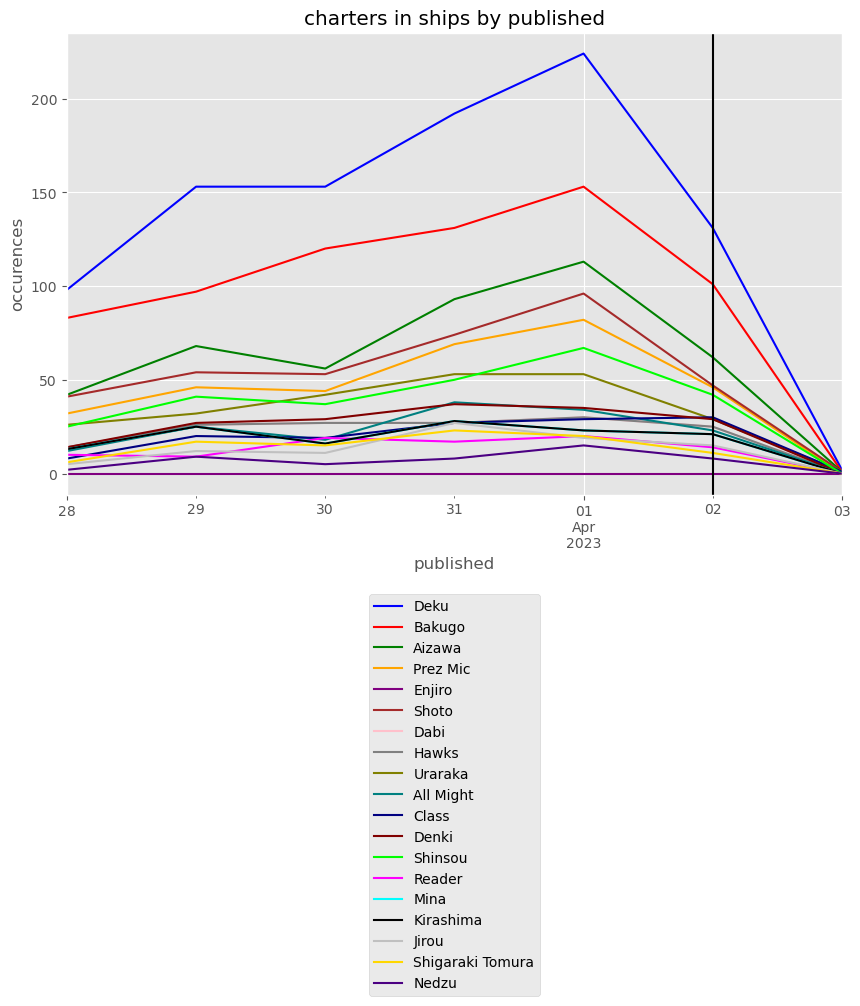 charters in ships by published
occurences
200
150
100
50
0
28 29 30 31 01 02 03
Apr
2023
published
Deku
Bakugo
Aizawa
Prez Mic
Enjiro
Shoto
Dabi
Hawks
Uraraka
All Might
Class
Denki
Shinsou
Reader
Mina
Kirashima
Jirou
Shigaraki Tomura
Nedzu